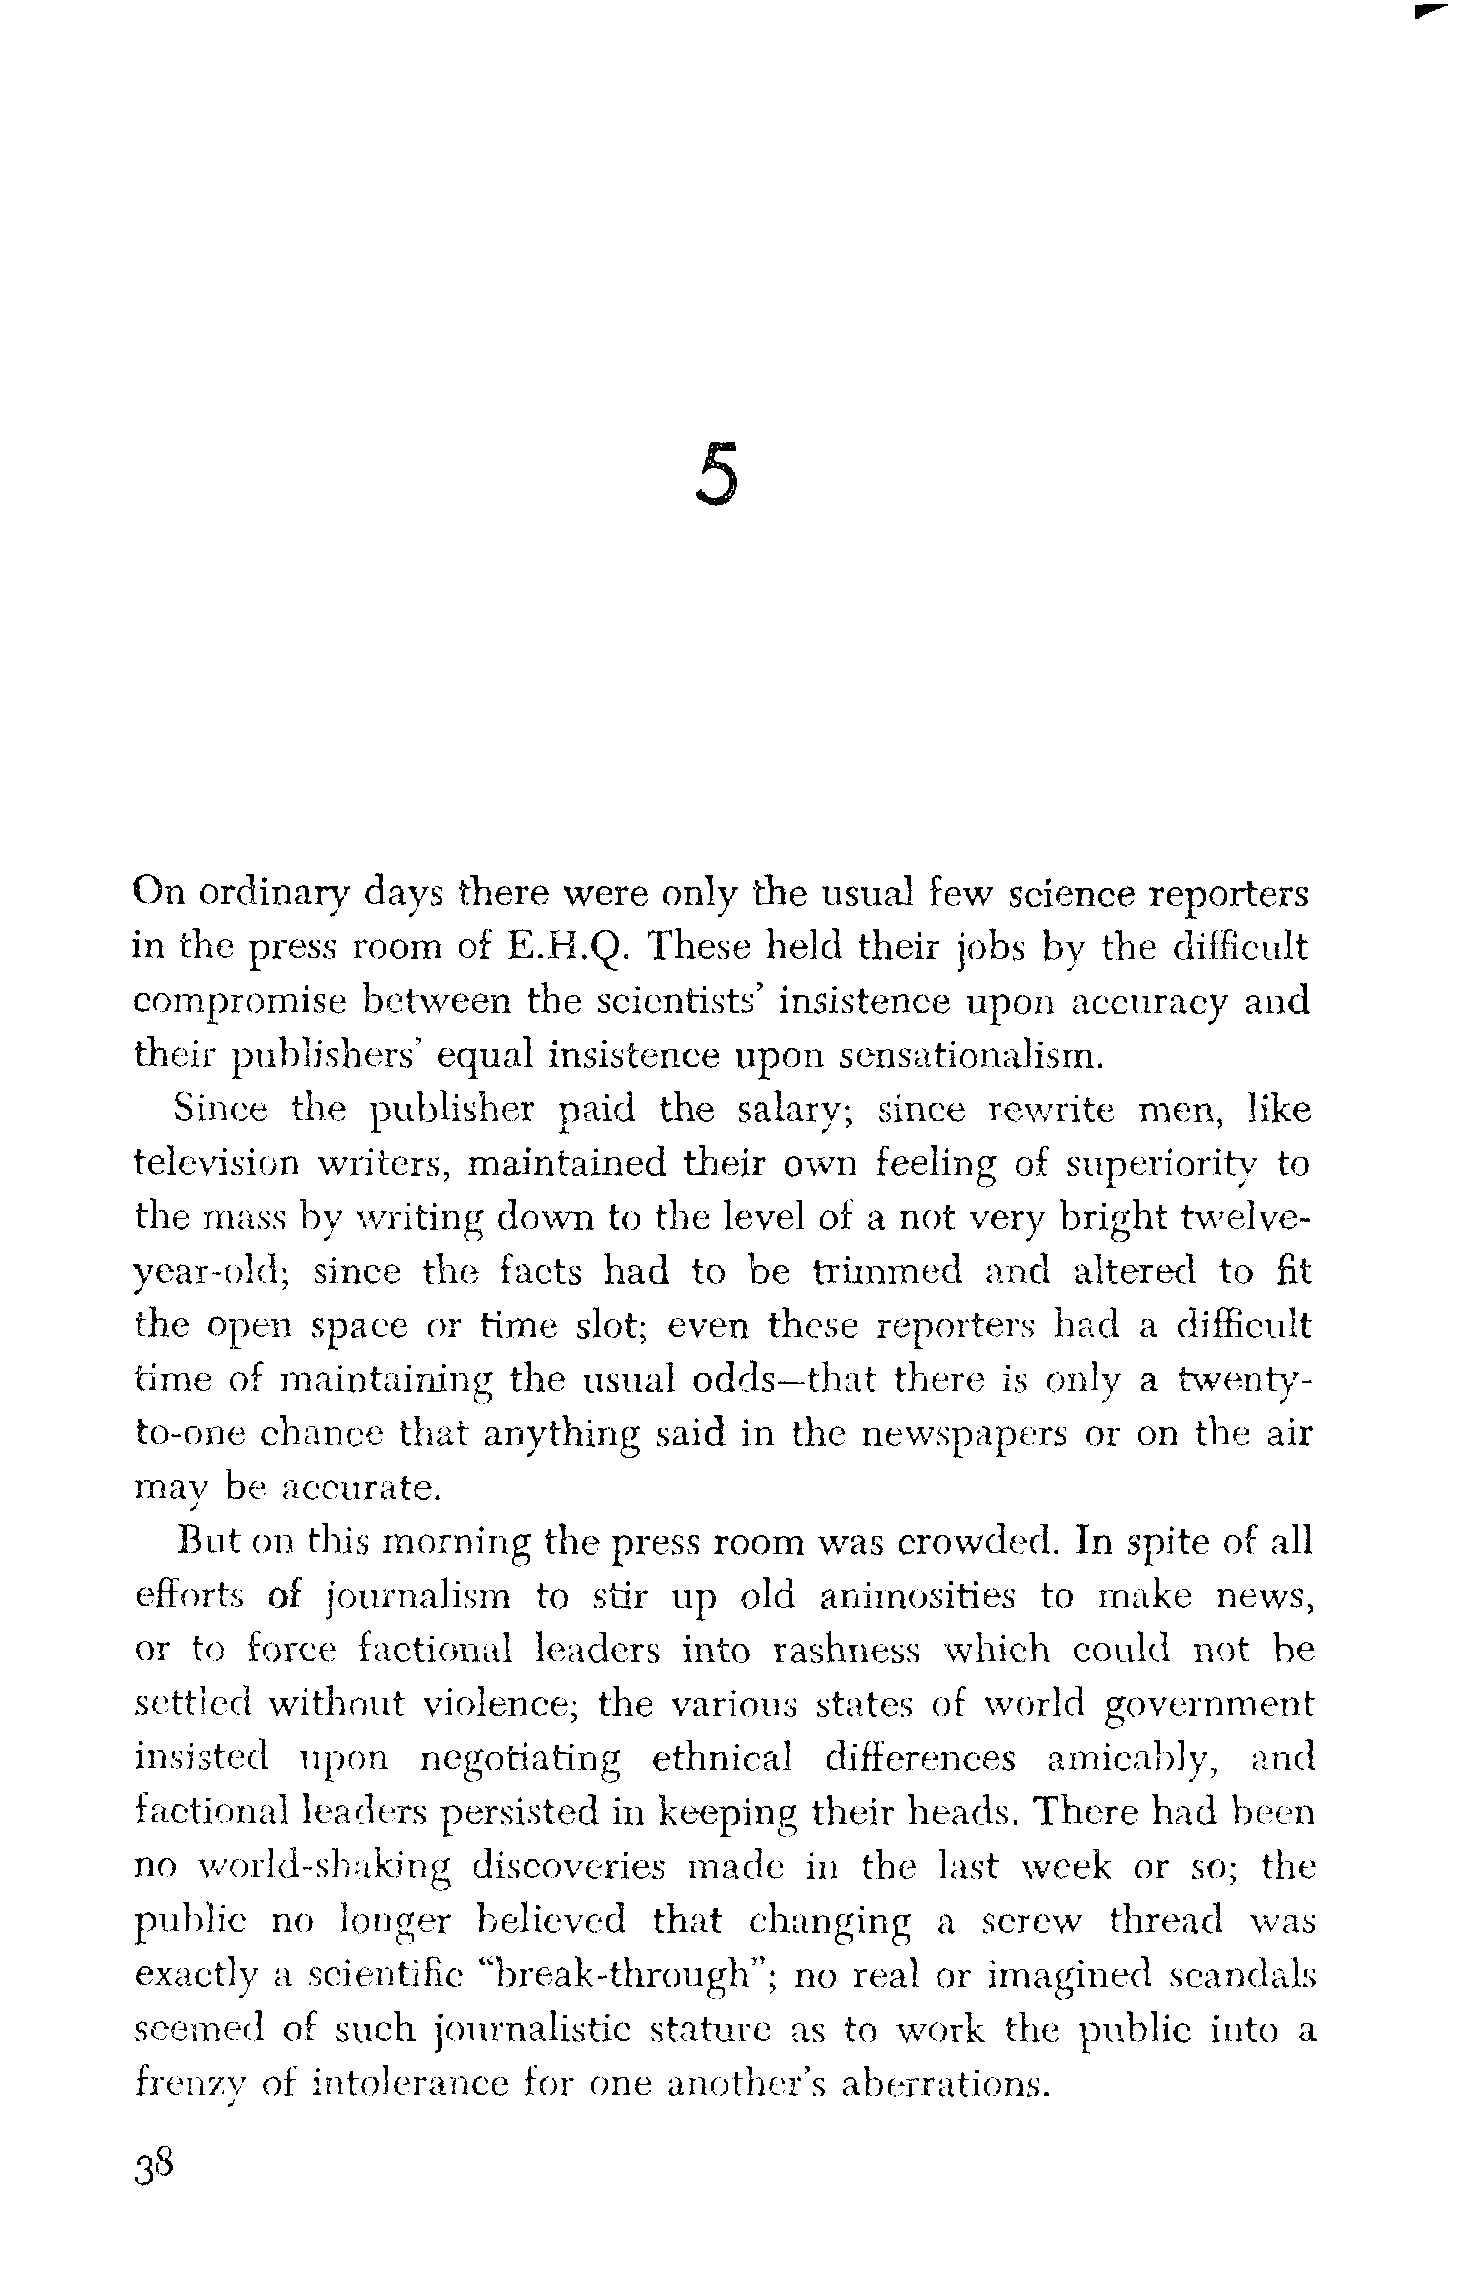 5
On ordinary days there were only the usual few science reporters
in the press room of E.H.Q. These held their jobs by the difficult
compromise between the scientists' insistence upon accuracy and
their publishers' equal insistence upon sensationalism.
Since the publisher paid the salary; since rewrite men, like
television writers, maintained their own feeling of superiority to
the mass by writing down to the level of a not very bright twelve-
year-old; since the facts had to be trimmed and altered to fit
the open space or time slot; even these reporters had a difficult
time of maintaining the usual odds—that there is only a twenty-
to-one chance that anything said in the newspapers or on the air
may be accurate.
But on this morning the press room was crowded. In spite of all
efforts of journalism to stir up old animosities to make news,
or to force factional leaders into rashness which could not be
settled without violence; the various states of world government
insisted upon negotiating ethnical differences amicably, and
factional leaders persisted in keeping their heads. There had been
no world-shaking discoveries made in the last week or so; the
public no longer believed that changing a screw thread was
exactly a scientific "break-through"; no real or imagined scandals
seemed of such journalistic stature as to work the public into a
frenzy of intolerance for one another's aberrations.
38